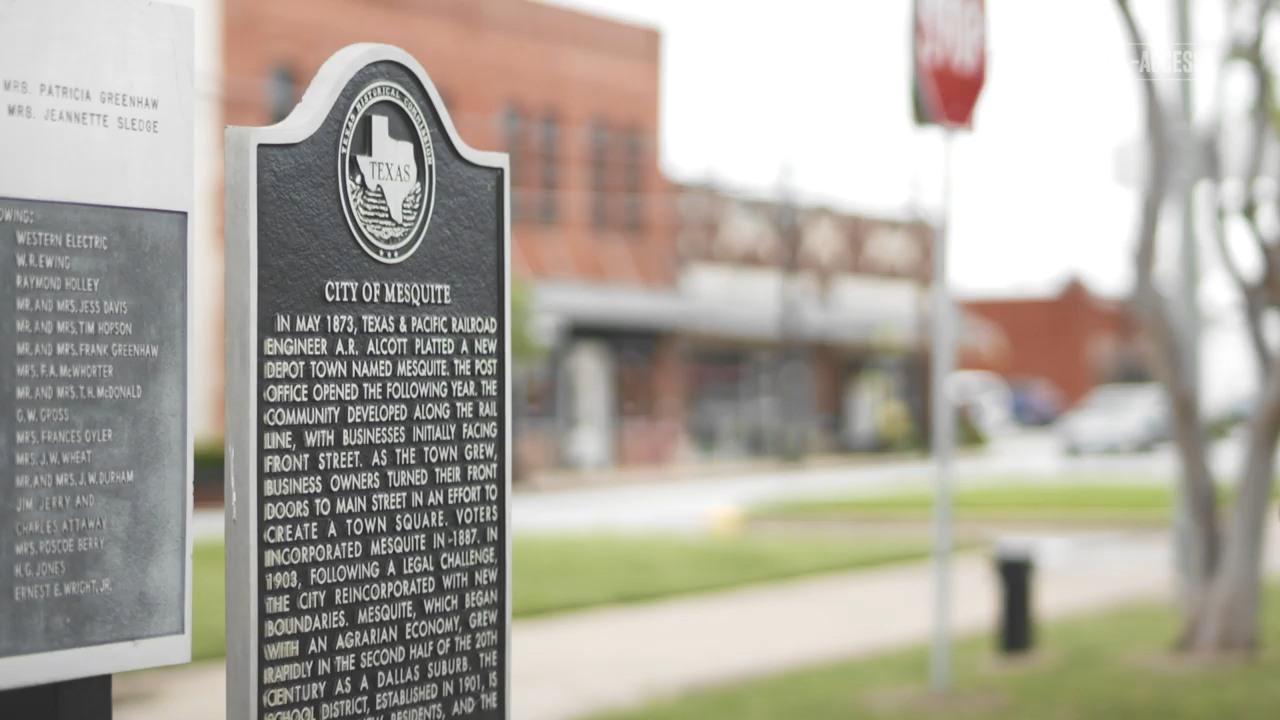 MRS. PATRICIA GREENHAW
MRS. JEANNETTE SLEDGE
OWING:
WESTERN ELECTRIC
W.R. EWING
RAYMOND HOLLEY
MR. AND MRS. JESS DAVIS
MR. AND MRS. TIM HOPSON
MR. AND MRS. FRANK GREENHAW
MRS. F.A. McWHORTER
MR. AND MRS. T.H. McDONALD
G.W. GROSS
MRS. FRANCES OYLER
MRS. J.W. WHEAT
MR. AND MRS. J.W. DURHAM
JIM JERRY AND
CHARLES ATTAWAY
MRS. ROSCOE BERRY
H.G. JONES
ERNEST E. WRIGHT, JR.
TEXAS HISTORICAL COMMISSION
TEXAS
CITY OF MESQUITE
IN MAY 1873, TEXAS & PACIFIC RAILROAD
ENGINEER A.R. ALCOTT PLATTED A NEW
DEPOT TOWN NAMED MESQUITE. THE POST
OFFICE OPENED THE FOLLOWING YEAR. THE
COMMUNITY DEVELOPED ALONG THE RAIL
LINE, WITH BUSINESSES INITIALLY FACING
FRONT STREET. AS THE TOWN GREW,
BUSINESS OWNERS TURNED THEIR FRONT
DOORS TO MAIN STREET IN AN EFFORT TO
CREATE A TOWN SQUARE. VOTERS
INCORPORATED MESQUITE IN 1887. IN
1903, FOLLOWING A LEGAL CHALLENGE,
THE CITY REINCORPORATED WITH NEW
BOUNDARIES. MESQUITE, WHICH BEGAN
WITH AN AGRARIAN ECONOMY, GREW
RAPIDLY IN THE SECOND HALF OF THE 20TH
CENTURY AS A DALLAS SUBURB. THE
SCHOOL DISTRICT, ESTABLISHED IN 1901, IS
RESIDENTS, AND THE
STOP
ACCESS